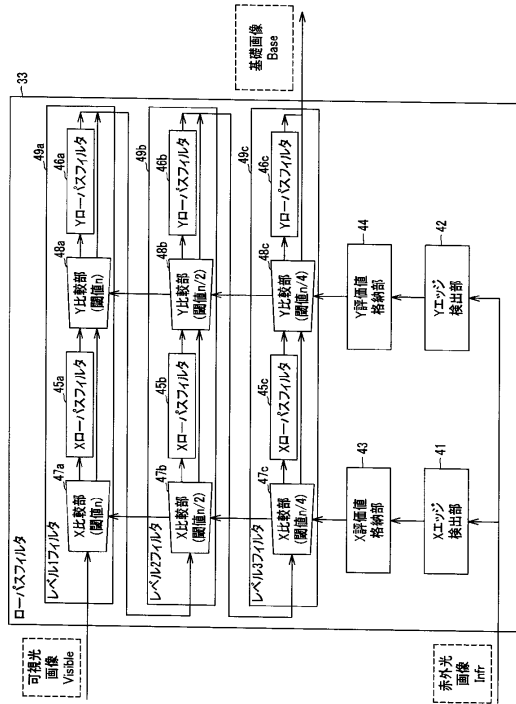 ローパスフィルタ
33
可視光
画像
Visible
レベル1フィルタ
49a
47a
X比較部
(閾値n)
45a
Xローパスフィルタ
48a
Y比較部
(閾値n)
46a
Yローパスフィルタ
レベル2フィルタ
49b
47b
X比較部
(閾値n/2)
45b
Xローパスフィルタ
48b
Y比較部
(閾値n/2)
46b
Yローパスフィルタ
レベル3フィルタ
49c
47c
X比較部
(閾値n/4)
45c
Xローパスフィルタ
48c
Y比較部
(閾値n/4)
46c
Yローパスフィルタ
基礎画像
Base
43
X評価値
格納部
44
Y評価値
格納部
41
Xエッジ
検出部
42
Yエッジ
検出部
赤外光
画像
Infr